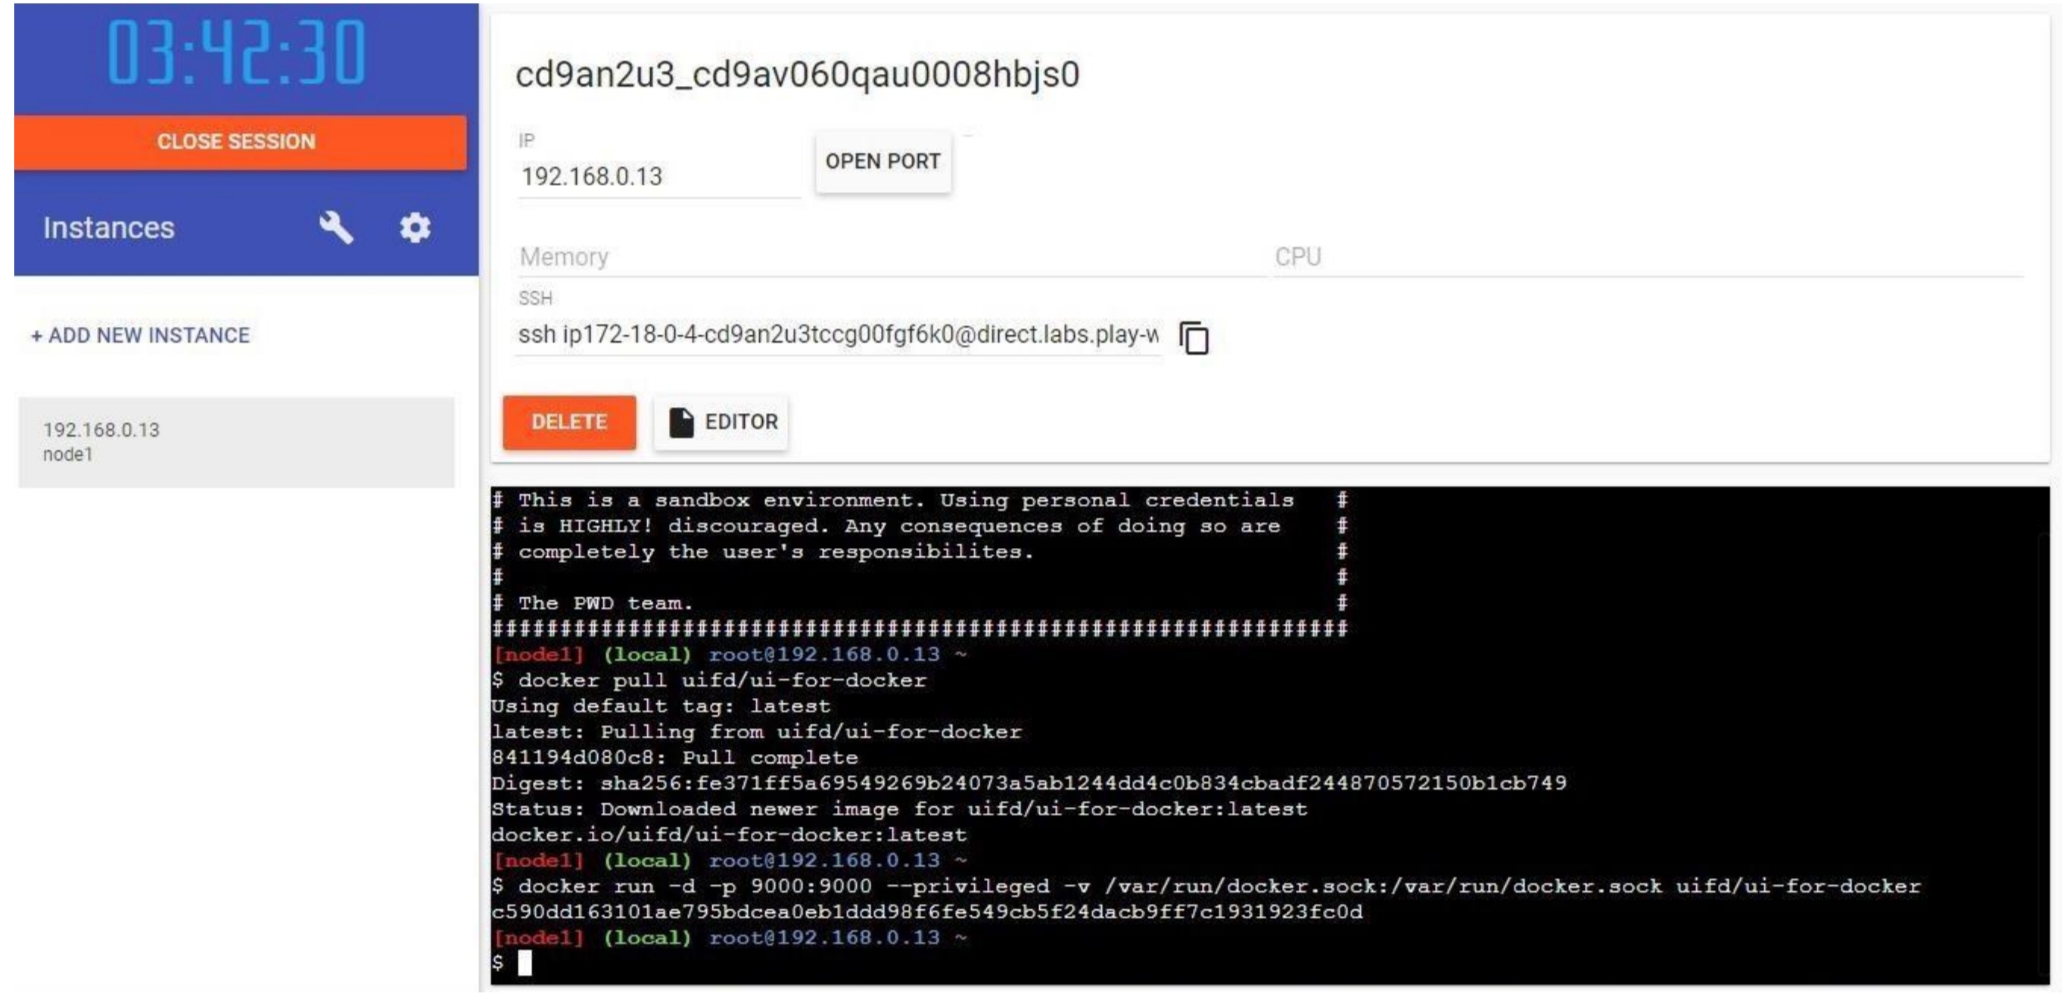 03:42:30
CLOSE SESSION
Instances
+ ADD NEW INSTANCE
192.168.0.13
node1
cd9an2u3_cd9av060qau0008hbjs0
IP
192.168.0.13
OPEN PORT
Memory
CPU
SSH
ssh ip172-18-0-4-cd9an2u3tccg00fgf6k0@direct.labs.play-w
DELETE
EDITOR
# This is a sandbox environment. Using personal credentials #
# is HIGHLY! discouraged. Any consequences of doing so are #
# completely the user's responsibilites. #
# #
# The PWD team. #
###############################################################
[node1] (local) root@192.168.0.13 ~
$ docker pull uifd/ui-for-docker
Using default tag: latest
latest: Pulling from uifd/ui-for-docker
841194d080c8: Pull complete
Digest: sha256:fe371ff5a69549269b24073a5ab1244dd4c0b834cbadf244870572150b1cb749
Status: Downloaded newer image for uifd/ui-for-docker:latest
docker.io/uifd/ui-for-docker:latest
[node1] (local) root@192.168.0.13 ~
$ docker run -d -p 9000:9000 --privileged -v /var/run/docker.sock:/var/run/docker.sock uifd/ui-for-docker
c590dd163101ae795bdcea0eb1ddd98f6fe549cb5f24dacb9ff7c1931923fc0d
[node1] (local) root@192.168.0.13 ~
$